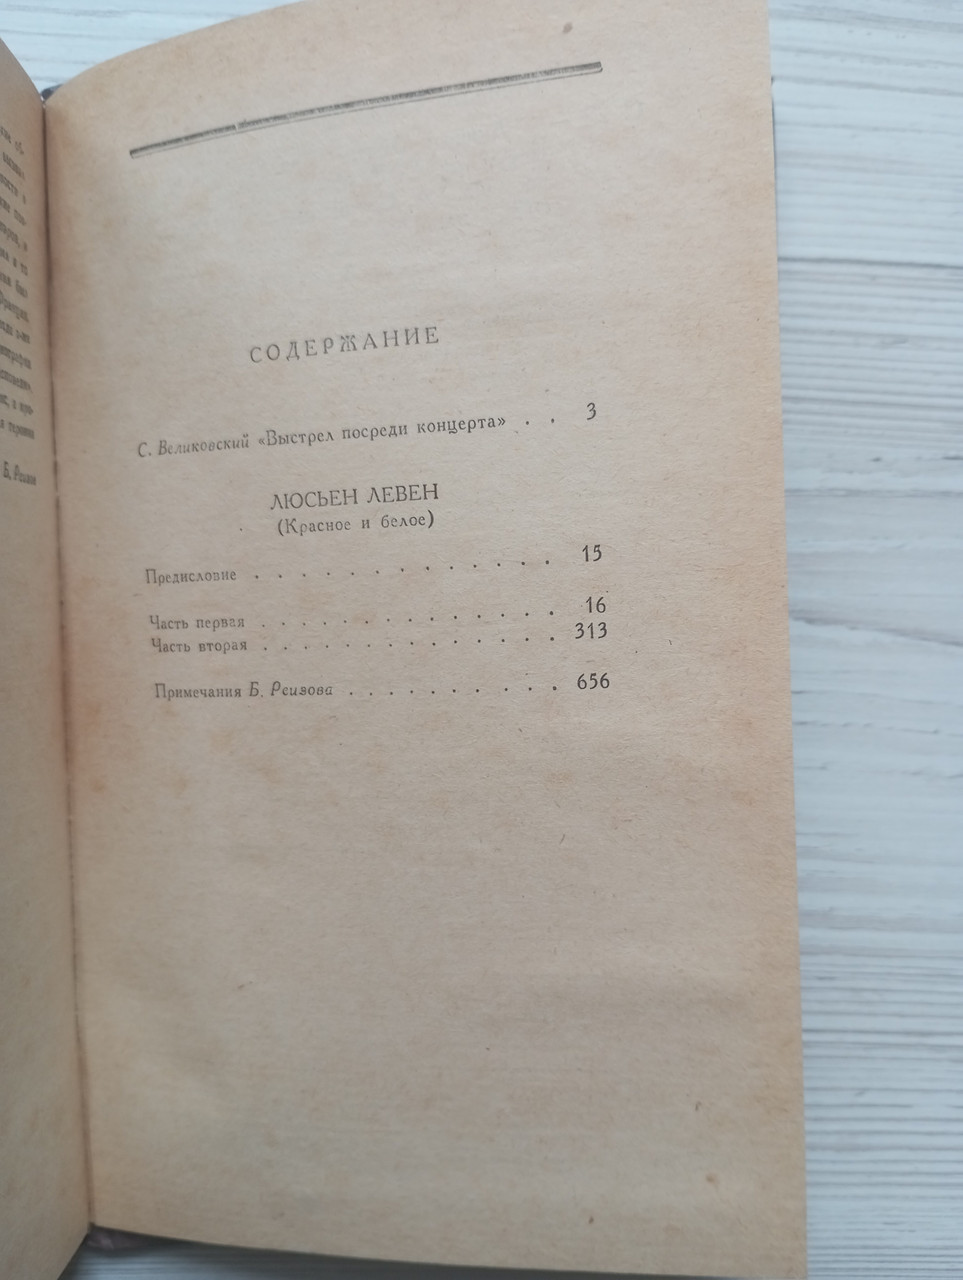 Б. Реизов
СОДЕРЖАНИЕ
С. Великовский «Выстрел посреди концерта» . . 3
ЛЮСЬЕН ЛЕВЕН
(Красное и белое)
Предисловие . . . . . . . . . . . . . 15
Часть первая . . . . . . . . . . . . . 16
Часть вторая . . . . . . . . . . . . . 313
Примечания Б. Реизова . . . . . . . . . . 656